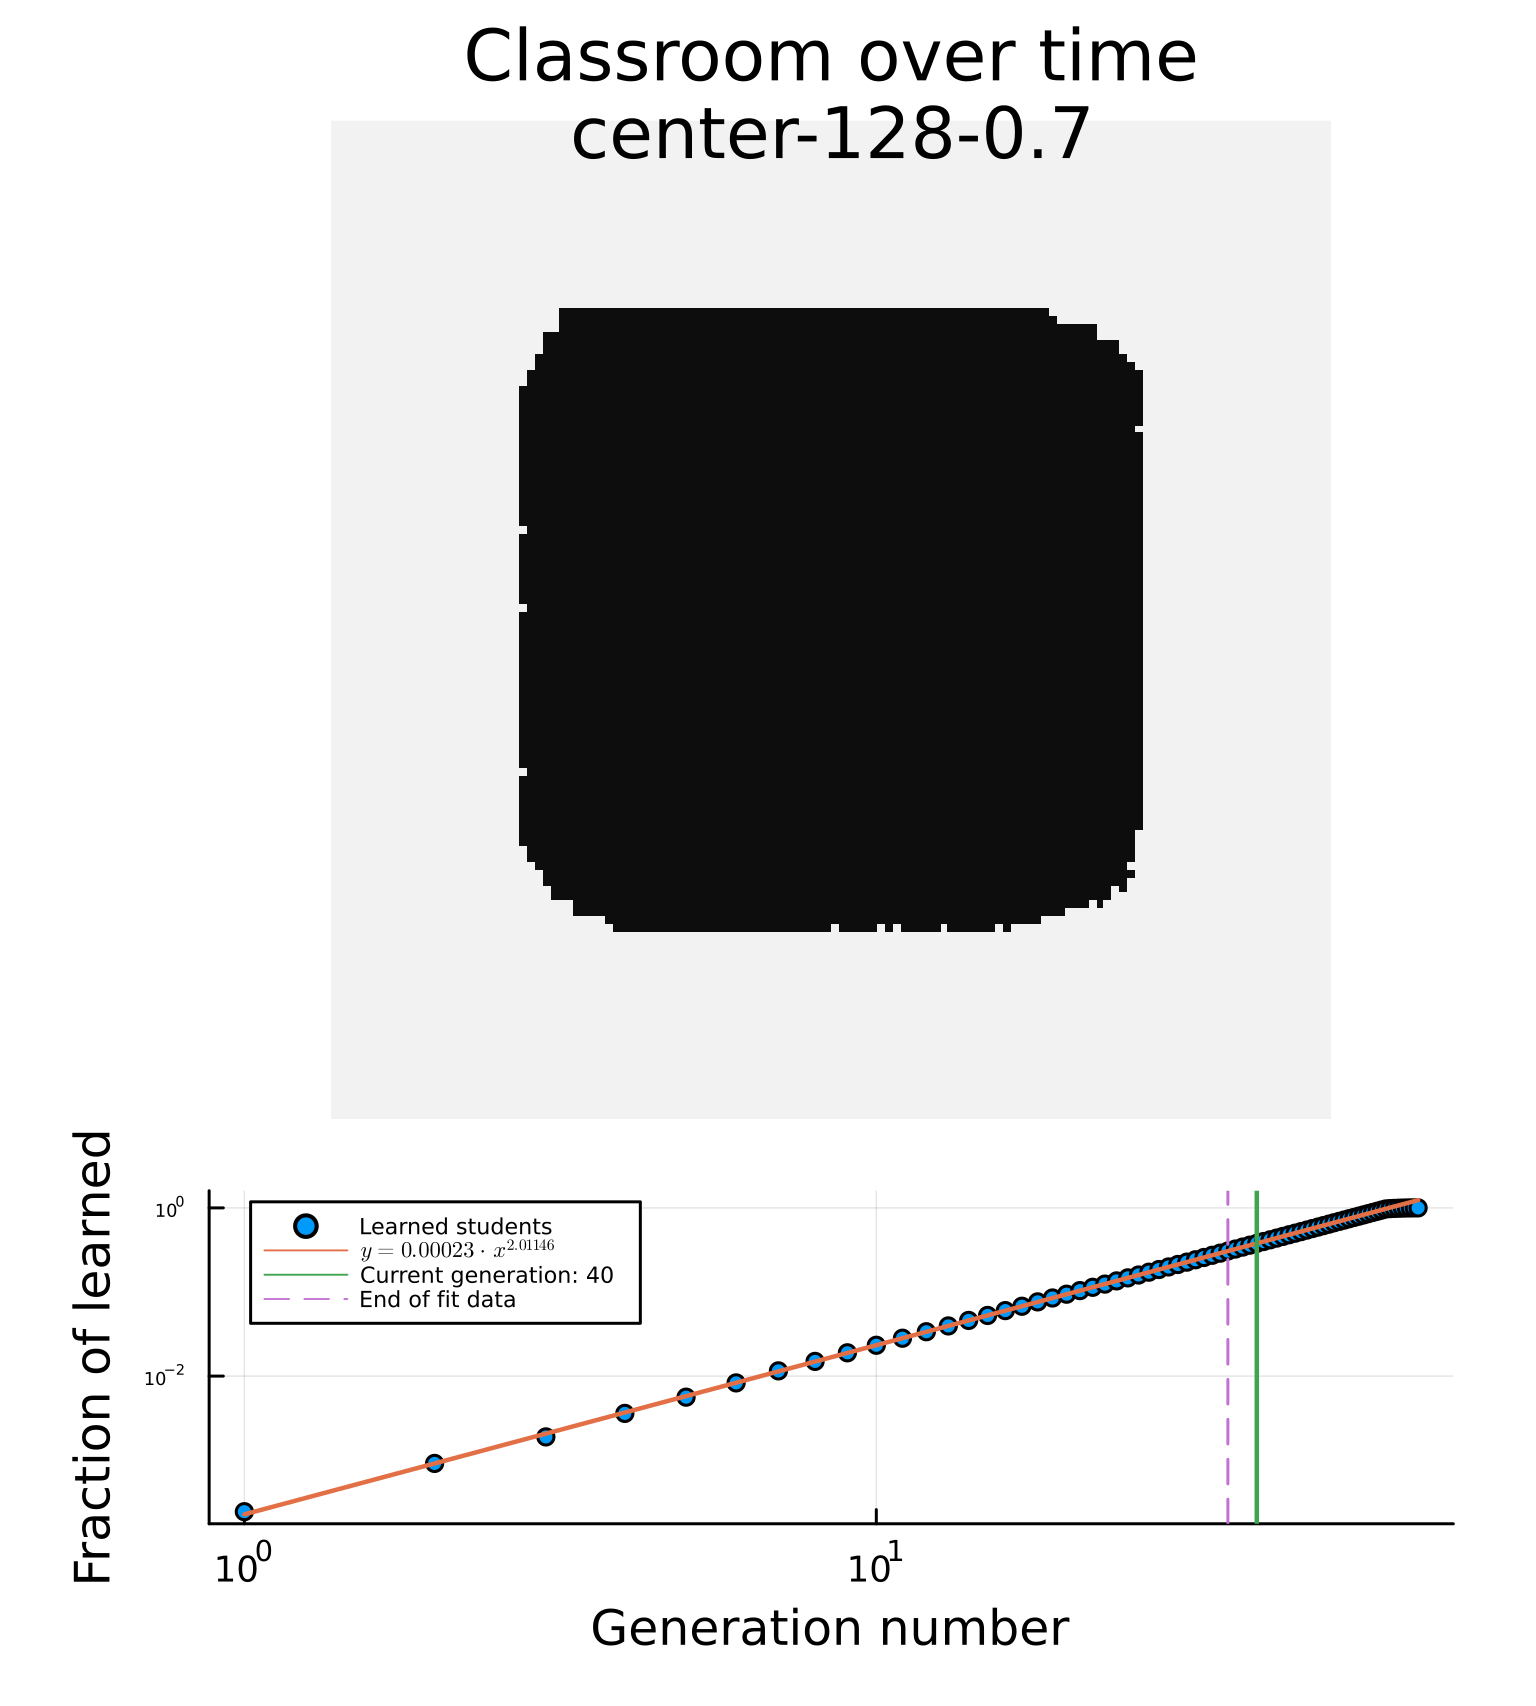 Classroom over time
center-128-0.7
Fraction of learned
10⁰
10⁻²
Learned students
y = 0.00023 · x^2.01146
Current generation: 40
End of fit data
10⁰
10¹
Generation number